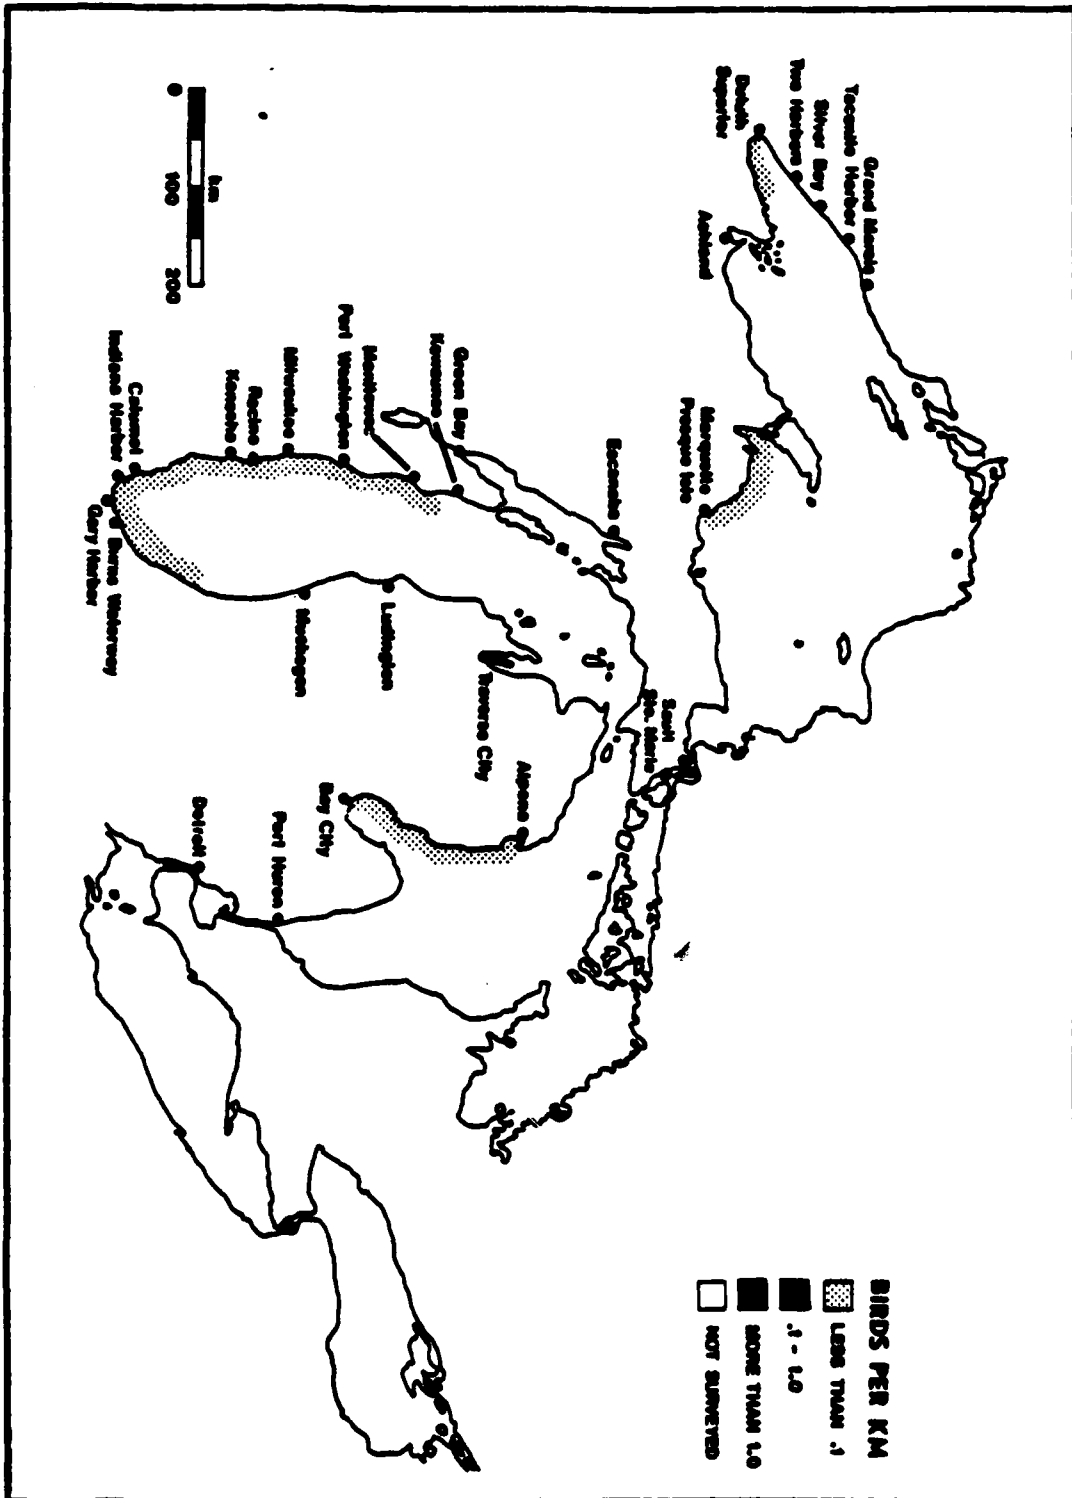 BIRDS PER KM
LESS THAN .1
.1 - 1.0
MORE THAN 1.0
NOT SURVEYED
Grand Marais
Taconite Harbor
Silver Bay
Two Harbors
Duluth
Superior
Ashland
Marquette
Presque Isle
Sault
Ste. Marie
Escanaba
Green Bay
Kewaunee
Manitowoc
Port Washington
Milwaukee
Racine
Kenosha
Calumet
Indiana Harbor
Gary Harbor
Burns Waterway
Muskegon
Ludington
Traverse City
Alpena
Bay City
Port Huron
Detroit
km
0 100 200